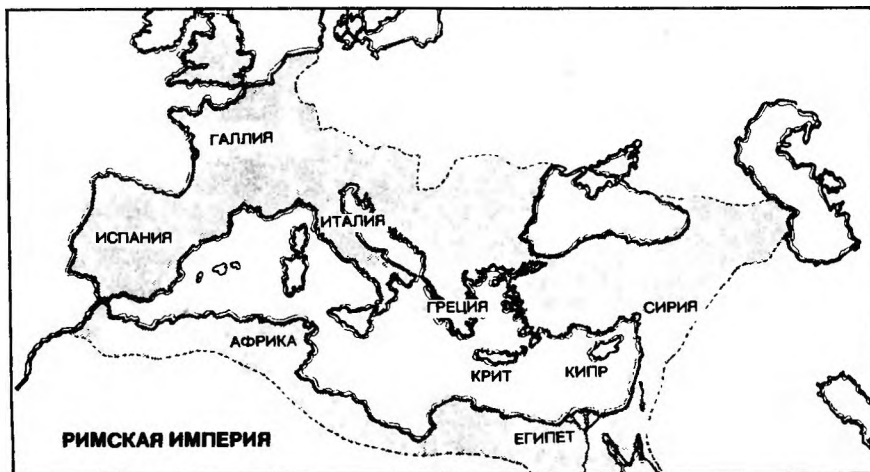 ГАЛЛИЯ
ИСПАНИЯ
ИТАЛИЯ
ГРЕЦИЯ
СИРИЯ
АФРИКА
КРИТ
КИПР
ЕГИПЕТ
РИМСКАЯ ИМПЕРИЯ